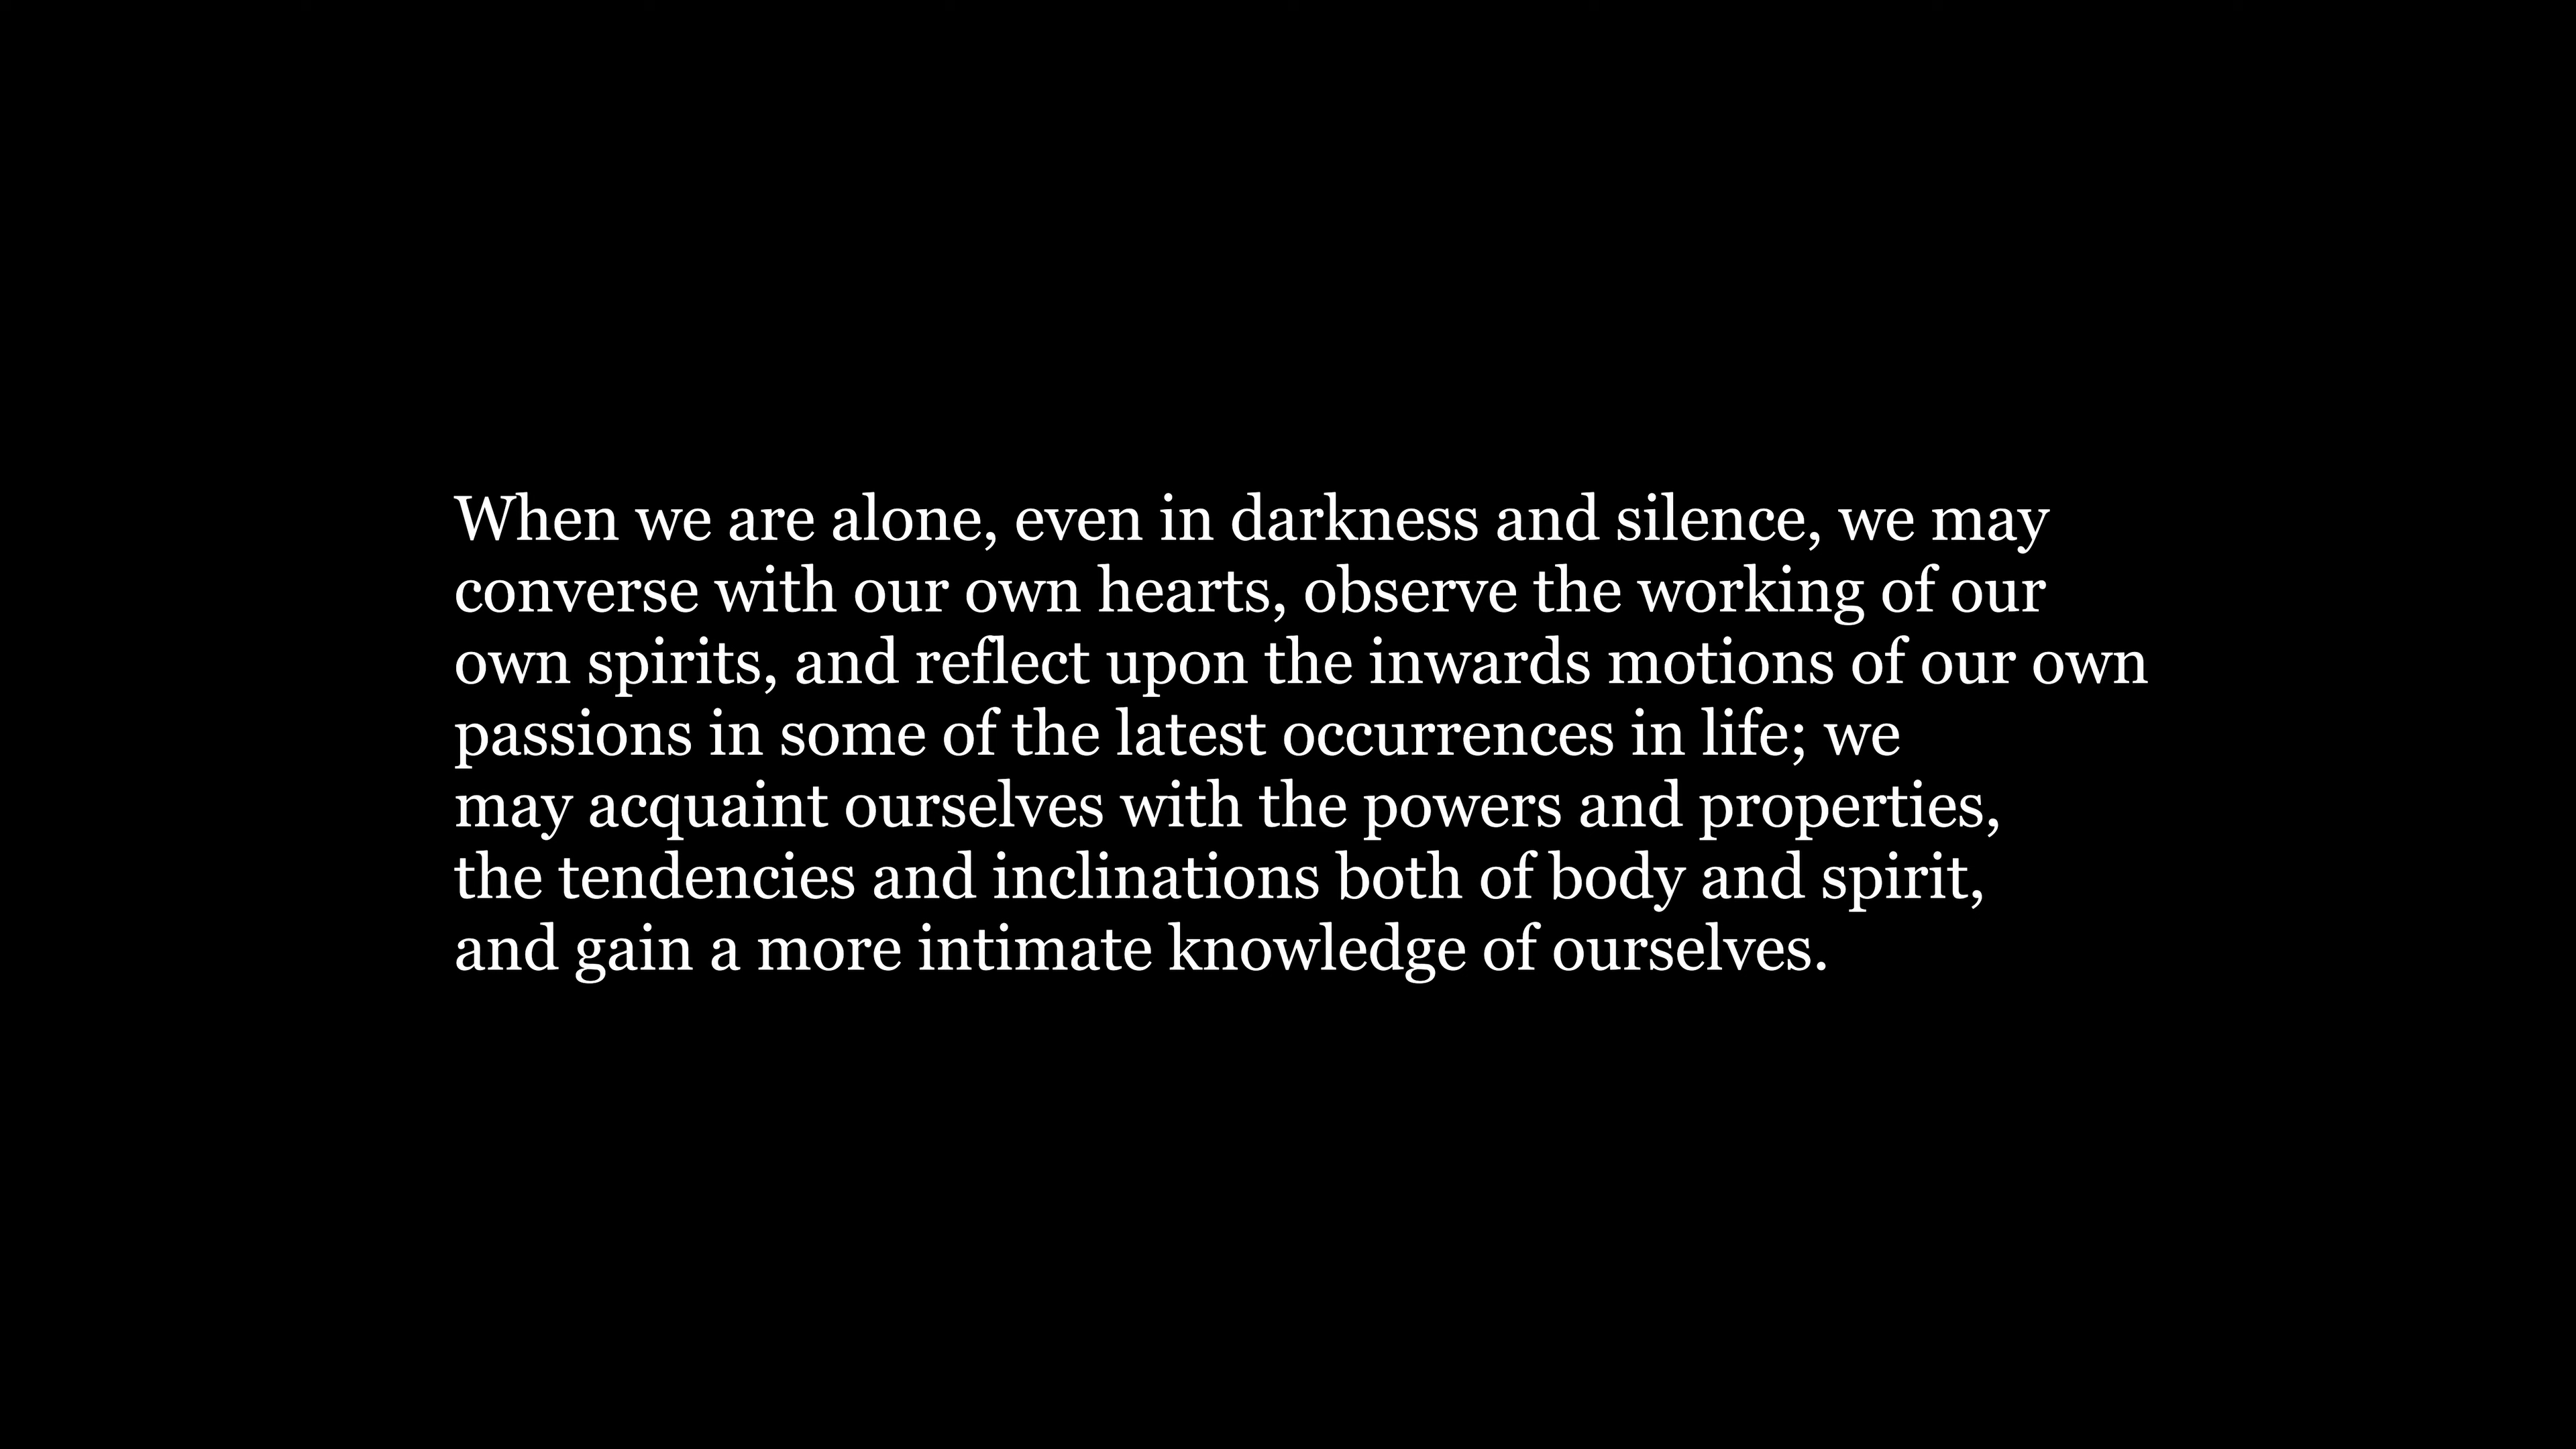 When we are alone, even in darkness and silence, we may
converse with our own hearts, observe the working of our
own spirits, and reflect upon the inwards motions of our own
passions in some of the latest occurrences in life; we
may acquaint ourselves with the powers and properties,
the tendencies and inclinations both of body and spirit,
and gain a more intimate knowledge of ourselves.